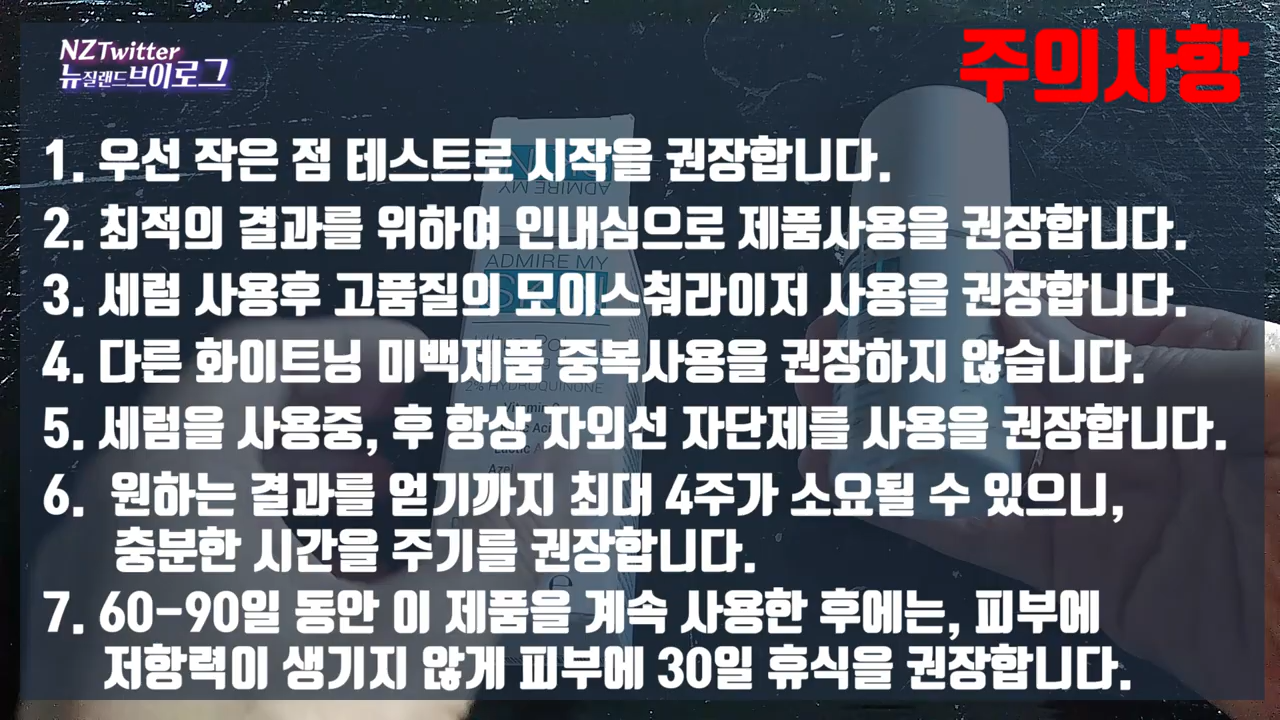 NZTwitter
뉴질랜드브이로그
주의사항
1. 우선 작은 점 테스트로 시작을 권장합니다.
2. 최적의 결과를 위하여 인내심으로 제품사용을 권장합니다.
ADMIRE MY
ADMIRE MY
3. 세럼 사용후 고품질의 모이스춰라이저 사용을 권장합니다.
4. 다른 화이트닝 미백제품 중복사용을 권장하지 않습니다.
2% HYDROQUINONE
5. 세럼을 사용중, 후 항상 자외선 자단제를 사용을 권장합니다.
6. 원하는 결과를 얻기까지 최대 4주가 소요될 수 있으니,
충분한 시간을 주기를 권장합니다.
7. 60-90일 동안 이 제품을 계속 사용한 후에는, 피부에
저항력이 생기지 않게 피부에 30일 휴식을 권장합니다.